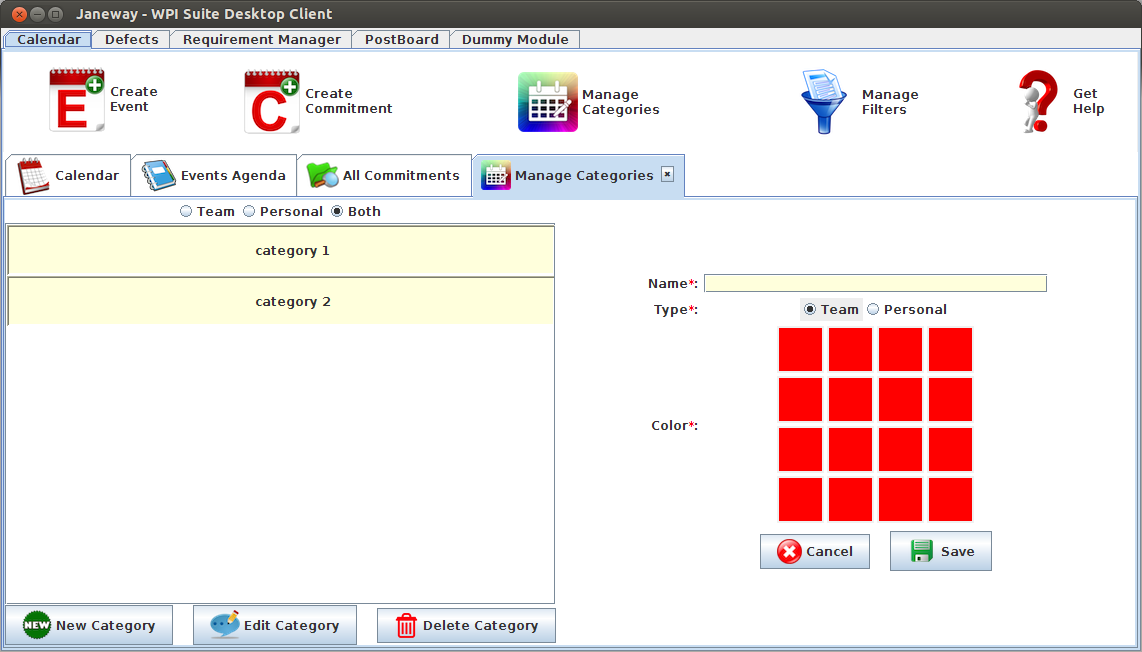 Janeway - WPI Suite Desktop Client
Calendar Defects Requirement Manager PostBoard Dummy Module
E Create
Event
C Create
Commitment
Manage
Categories
Manage
Filters
Get
Help
Calendar Events Agenda All Commitments Manage Categories
Team Personal Both
category 1
category 2
Name*:
Type*: Team Personal
Color*:
Cancel Save
NEW New Category Edit Category Delete Category